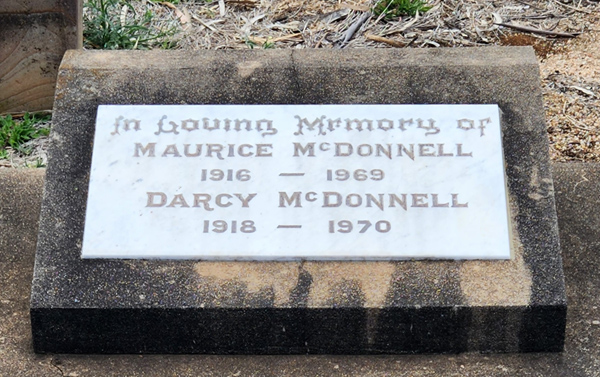 In Loving Memory of
MAURICE McDONNELL
1916 — 1969
DARCY McDONNELL
1918 — 1970